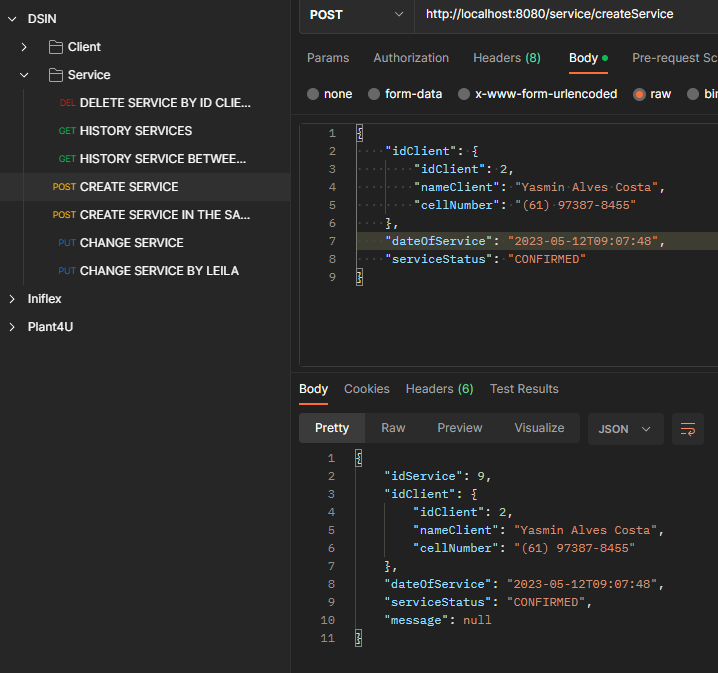 DSIN
Client
Service
DEL DELETE SERVICE BY ID CLIE...
GET HISTORY SERVICES
GET HISTORY SERVICE BETWEE...
POST CREATE SERVICE
POST CREATE SERVICE IN THE SA...
PUT CHANGE SERVICE
PUT CHANGE SERVICE BY LEILA
Iniflex
Plant4U
POST http://localhost:8080/service/createService
Params Authorization Headers (8) Body Pre-request Sc
none form-data x-www-form-urlencoded raw bin
1 {
2 "idClient": {
3 "idClient": 2,
4 "nameClient": "Yasmin Alves Costa",
5 "cellNumber": "(61) 97387-8455"
6 },
7 "dateOfService": "2023-05-12T09:07:48",
8 "serviceStatus": "CONFIRMED"
9 }
Body Cookies Headers (6) Test Results
Pretty Raw Preview Visualize JSON
1 {
2 "idService": 9,
3 "idClient": {
4 "idClient": 2,
5 "nameClient": "Yasmin Alves Costa",
6 "cellNumber": "(61) 97387-8455"
7 },
8 "dateOfService": "2023-05-12T09:07:48",
9 "serviceStatus": "CONFIRMED",
10 "message": null
11 }